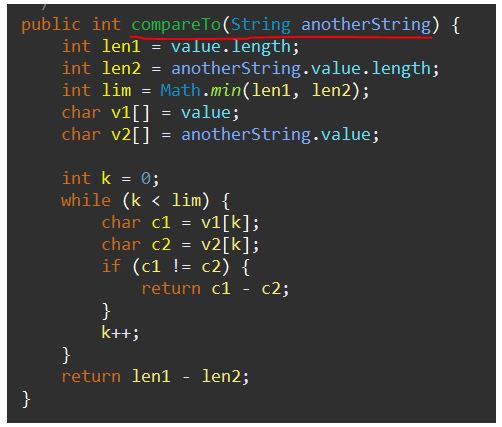 public int compareTo(String anotherString) {
    int len1 = value.length;
    int len2 = anotherString.value.length;
    int lim = Math.min(len1, len2);
    char v1[] = value;
    char v2[] = anotherString.value;

    int k = 0;
    while (k < lim) {
        char c1 = v1[k];
        char c2 = v2[k];
        if (c1 != c2) {
            return c1 - c2;
        }
        k++;
    }
    return len1 - len2;
}